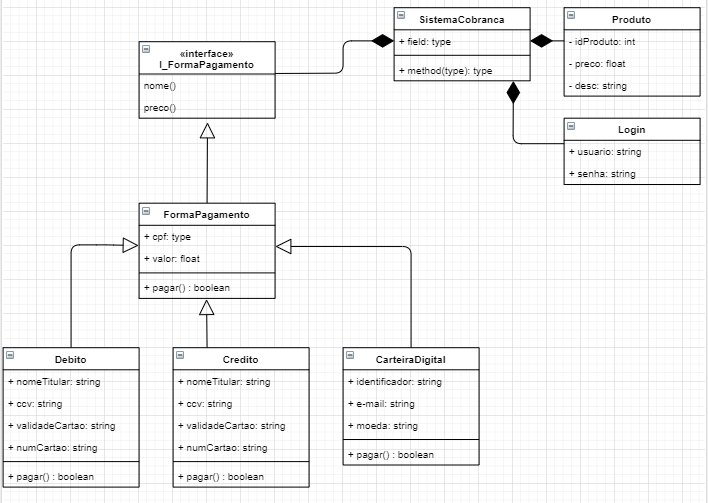 SistemaCobranca
+ field: type
+ method(type): type
Produto
- idProduto: int
- preco: float
- desc: string
«interface»
I_FormaPagamento
nome()
preco()
Login
+ usuario: string
+ senha: string
FormaPagamento
+ cpf: type
+ valor: float
+ pagar() : boolean
Debito
+ nomeTitular: string
+ ccv: string
+ validadeCartao: string
+ numCartao: string
+ pagar() : boolean
Credito
+ nomeTitular: string
+ ccv: string
+ validadeCartao: string
+ numCartao: string
+ pagar() : boolean
CarteiraDigital
+ identificador: string
+ e-mail: string
+ moeda: string
+ pagar() : boolean